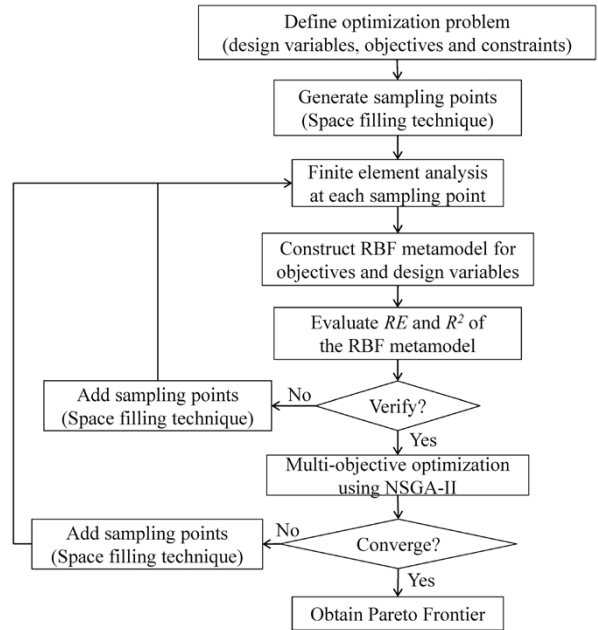 Define optimization problem
(design variables, objectives and constraints)
Generate sampling points
(Space filling technique)
Finite element analysis
at each sampling point
Construct RBF metamodel for
objectives and design variables
Evaluate RE and R² of
the RBF metamodel
Add sampling points
(Space filling technique)
No
Verify?
Yes
Multi-objective optimization
using NSGA-II
Add sampling points
(Space filling technique)
No
Converge?
Yes
Obtain Pareto Frontier